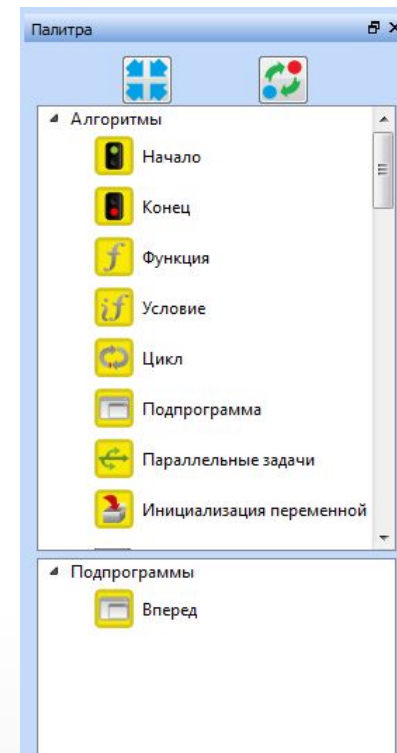 Палитра
Алгоритмы
Начало
Конец
Функция
Условие
Цикл
Подпрограмма
Параллельные задачи
Инициализация переменной
Подпрограммы
Вперед